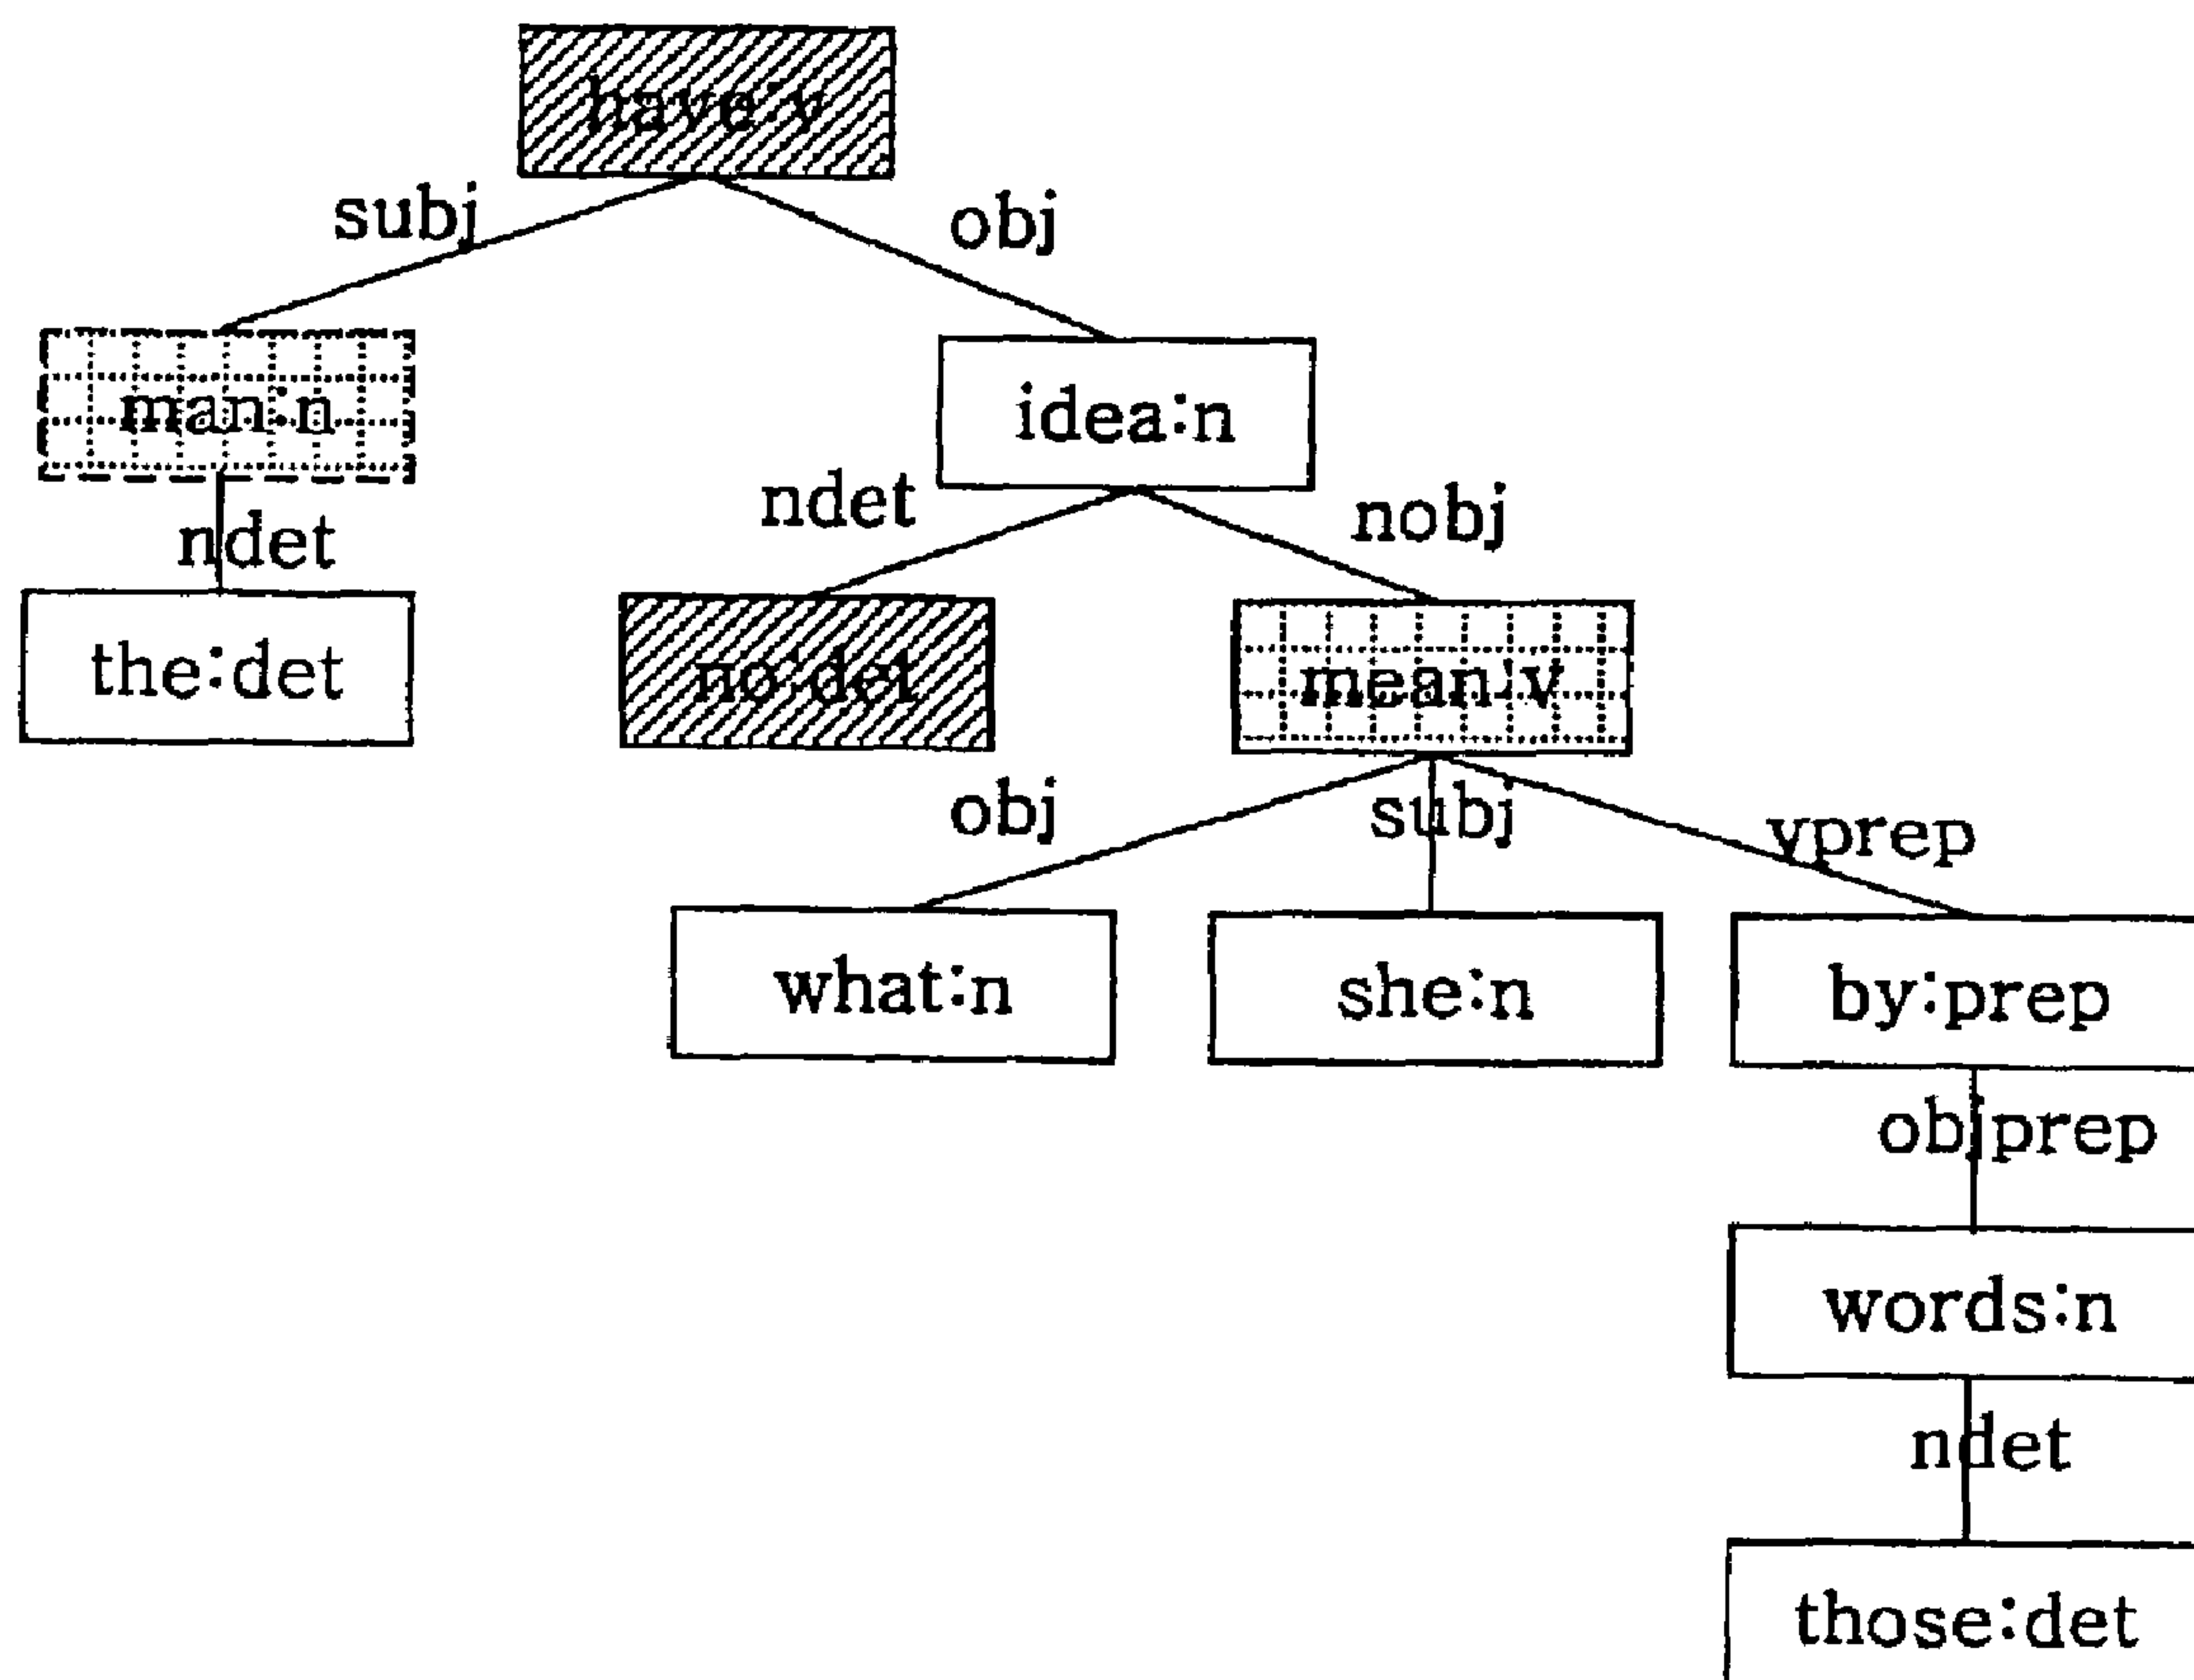 have:v
subj
obj
man:n
idea:n
ndet
ndet
nobj
the:det
no:det
mean:v
obj
subj
vprep
what:n
she:n
by:prep
objprep
words:n
ndet
those:det